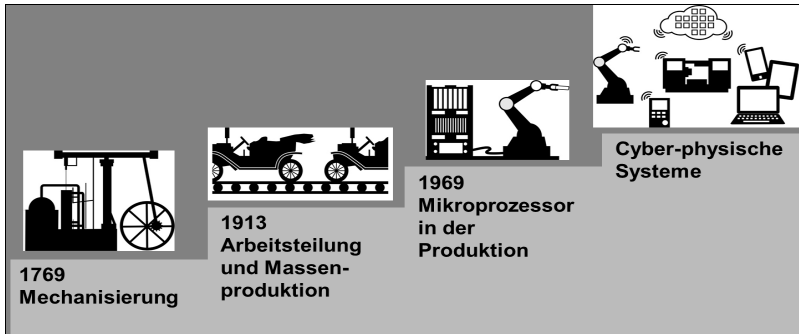 1769
Mechanisierung
1913
Arbeitsteilung
und Massen-
produktion
1969
Mikroprozessor
in der
Produktion
Cyber-physische
Systeme